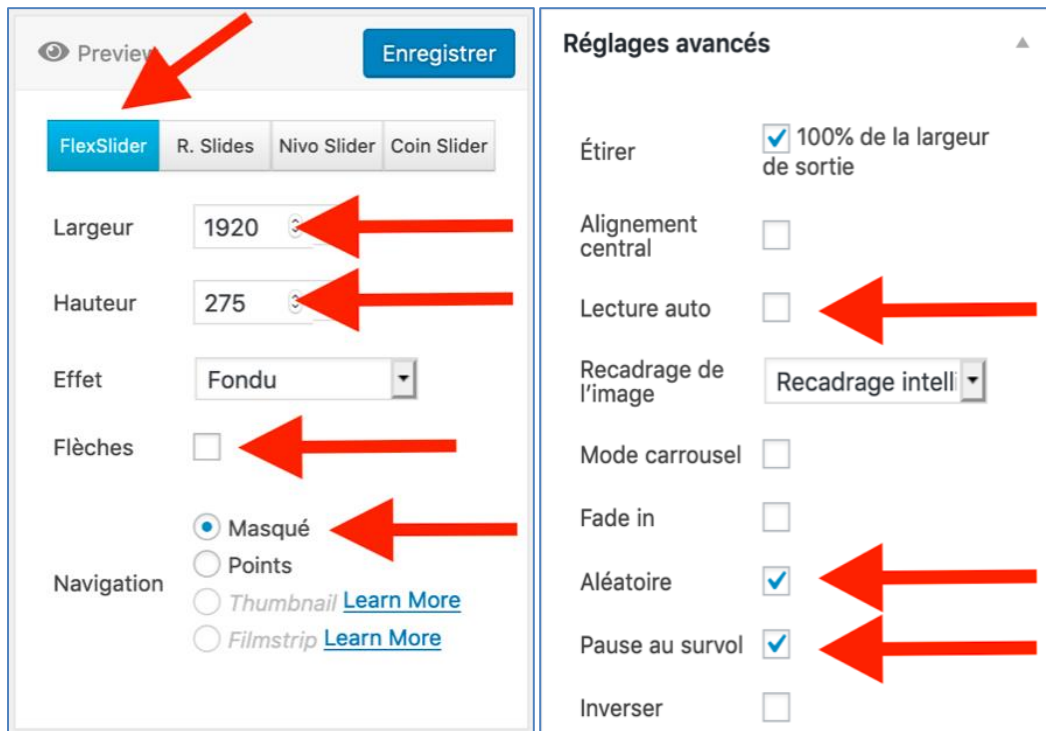 Preview
Enregistrer
FlexSlider
R. Slides
Nivo Slider
Coin Slider
Largeur
1920
Hauteur
275
Effet
Fondu
Flèches
Navigation
Masqué
Points
Thumbnail Learn More
Filmstrip Learn More
Réglages avancés
Étirer
100% de la largeur
de sortie
Alignement
central
Lecture auto
Recadrage de
l'image
Recadrage intelli
Mode carrousel
Fade in
Aléatoire
Pause au survol
Inverser